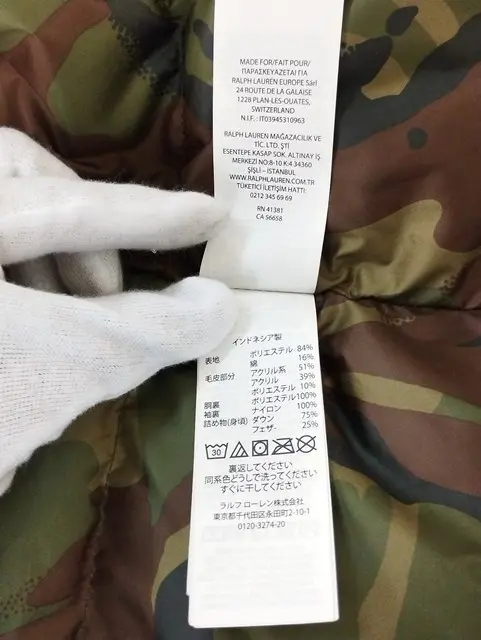 MADE FOR/FAIT POUR/
ΠΑΡΑΣΚΕΥΑΖΕΤΑΙ ΓΙΑ
RALPH LAUREN EUROPE Sàrl
24 ROUTE DE LA GALAISE
1228 PLAN-LES-OUATES,
SWITZERLAND
N.I.F.: IT03945310963
RALPH LAUREN MAĞAZACILIK VE
TİC. LTD. ŞTİ
ESENTEPE KASAP SOK. ALTINAY İŞ
MERKEZİ NO:8-10 K:4 34360
ŞİŞLİ – İSTANBUL
WWW.RALPHLAUREN.COM.TR
TÜKETİCİ İLETİŞİM HATTI:
0212 345 69 69
RN 41381
CA 56658
インドネシア製
表地 ポリエステル 84%
綿 16%
毛皮部分 アクリル系 51%
アクリル 39%
ポリエステル 10%
胴裏 ポリエステル100%
袖裏 ナイロン 100%
詰め物(身頃) ダウン 75%
フェザー 25%
30
裏返してください
同系色どうしで洗ってください
すぐに干してください
ラルフ ローレン株式会社
東京都千代田区永田町2-10-1
0120-3274-20